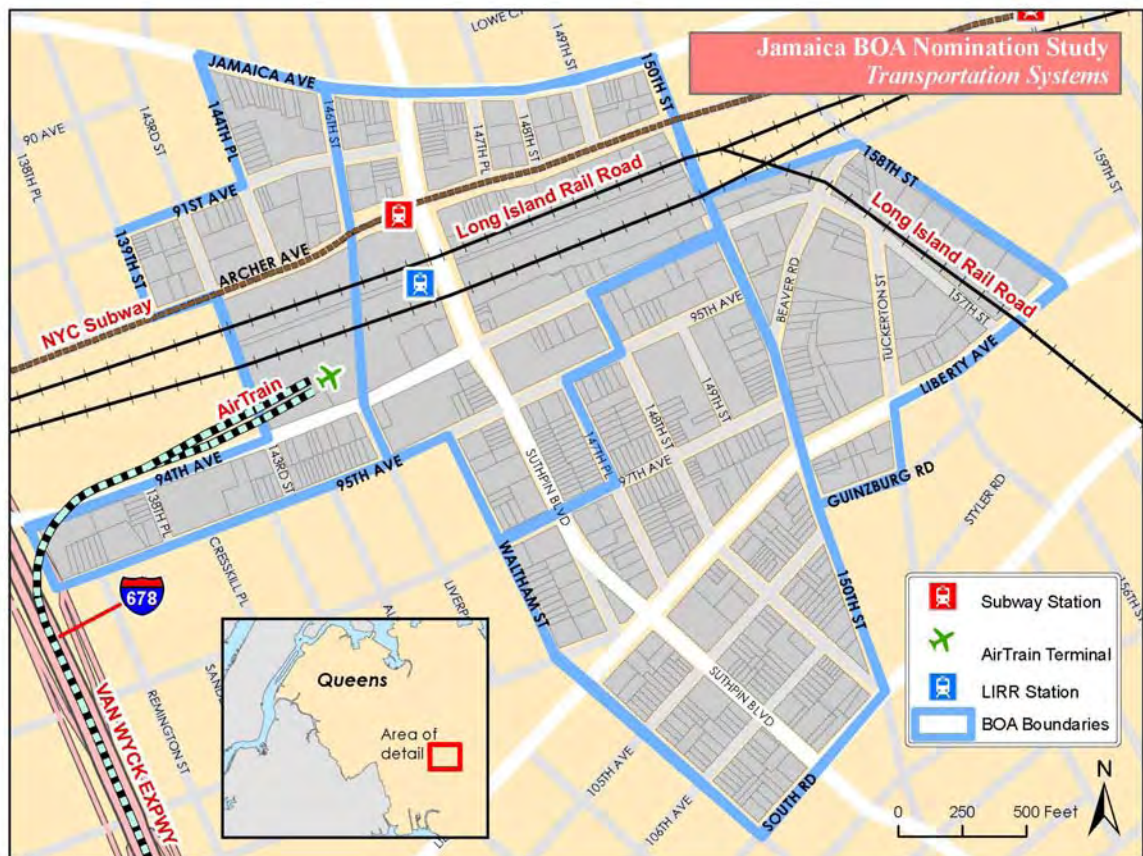 LOWE CT
Jamaica BOA Nomination Study
Transportation Systems
JAMAICA AVE
149TH ST
150TH ST
144TH PL
146TH ST
147TH PL
148TH ST
143RD ST
90 AVE
138TH PL
91ST AVE
139TH ST
ARCHER AVE
Long Island Rail Road
158TH ST
159TH ST
Long Island Rail Road
NYC Subway
BEAVER RD
TUCKERTON ST
157TH ST
95TH AVE
LIBERTY AVE
AirTrain
149TH ST
148TH ST
147TH PL
97TH AVE
94TH AVE
143RD ST
95TH AVE
138TH PL
SUTHPIN BLVD
GUINZBURG RD
STYLER RD
CRESSKILL PL
WALTHAM ST
150TH ST
156TH ST
678
VAN WYCK EXPWY
REMINGTON ST
SUTHPIN BLVD
105TH AVE
106TH AVE
SOUTH RD
Queens
Area of
detail
Subway Station
AirTrain Terminal
LIRR Station
BOA Boundaries
N
0 250 500 Feet